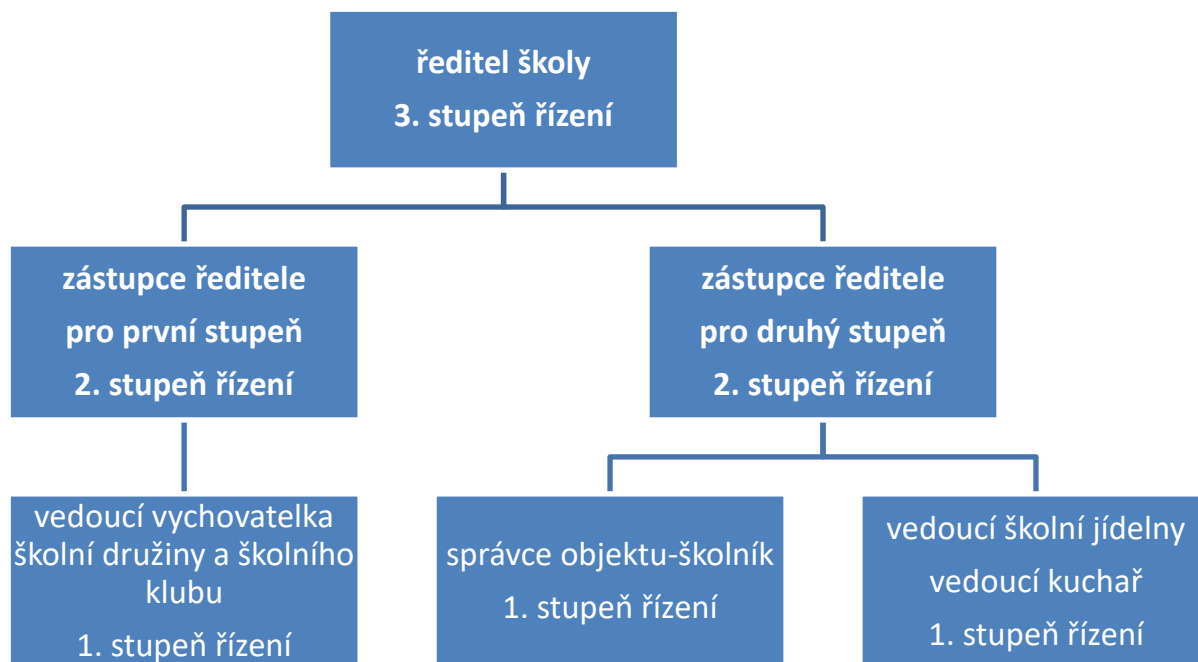 ředitel školy
3. stupeň řízení
zástupce ředitele
pro první stupeň
2. stupeň řízení
zástupce ředitele
pro druhý stupeň
2. stupeň řízení
vedoucí vychovatelka
školní družiny a školního
klubu
1. stupeň řízení
správce objektu-školník
1. stupeň řízení
vedoucí školní jídelny
vedoucí kuchař
1. stupeň řízení